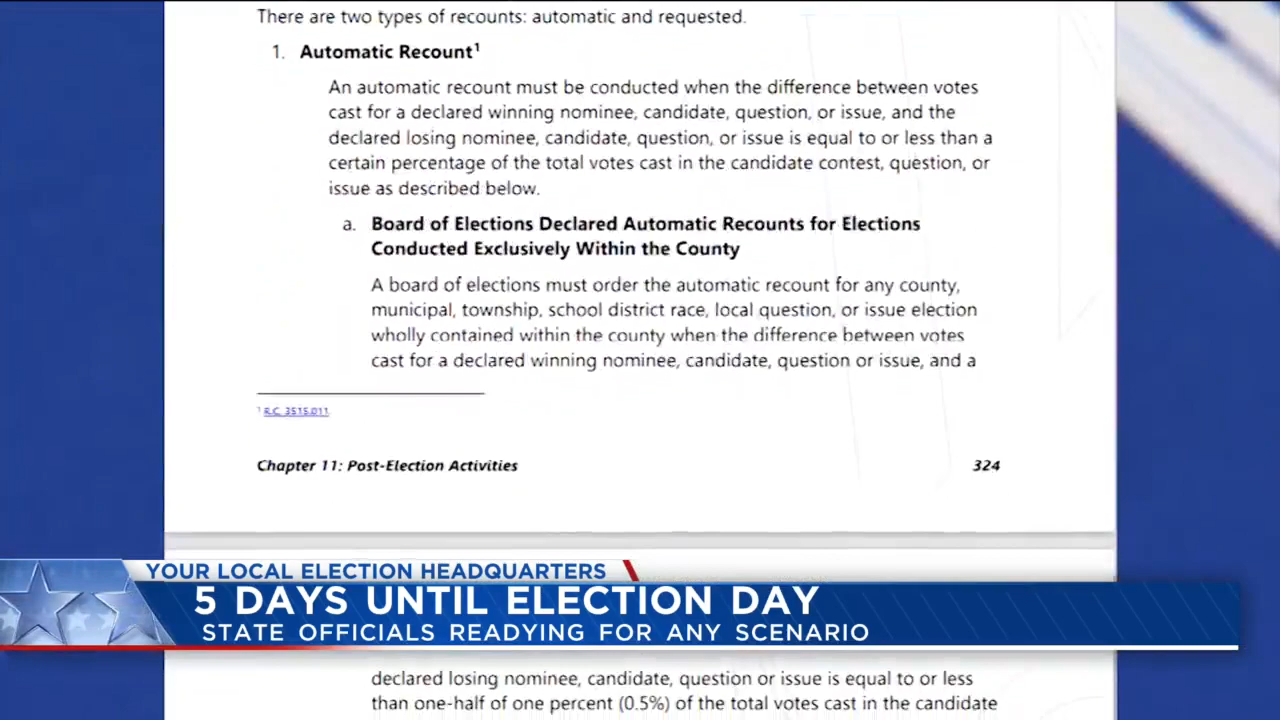 There are two types of recounts: automatic and requested.
1. Automatic Recount¹
An automatic recount must be conducted when the difference between votes
cast for a declared winning nominee, candidate, question, or issue, and the
declared losing nominee, candidate, question, or issue is equal to or less than a
certain percentage of the total votes cast in the candidate contest, question, or
issue as described below.
a. Board of Elections Declared Automatic Recounts for Elections
Conducted Exclusively Within the County
A board of elections must order the automatic recount for any county,
municipal, township, school district race, local question, or issue election
wholly contained within the county when the difference between votes
cast for a declared winning nominee, candidate, question or issue, and a
¹ R.C. 3515.011.
Chapter 11: Post-Election Activities 324
YOUR LOCAL ELECTION HEADQUARTERS
5 DAYS UNTIL ELECTION DAY
STATE OFFICIALS READYING FOR ANY SCENARIO
declared losing nominee, candidate, question or issue is equal to or less
than one-half of one percent (0.5%) of the total votes cast in the candidate